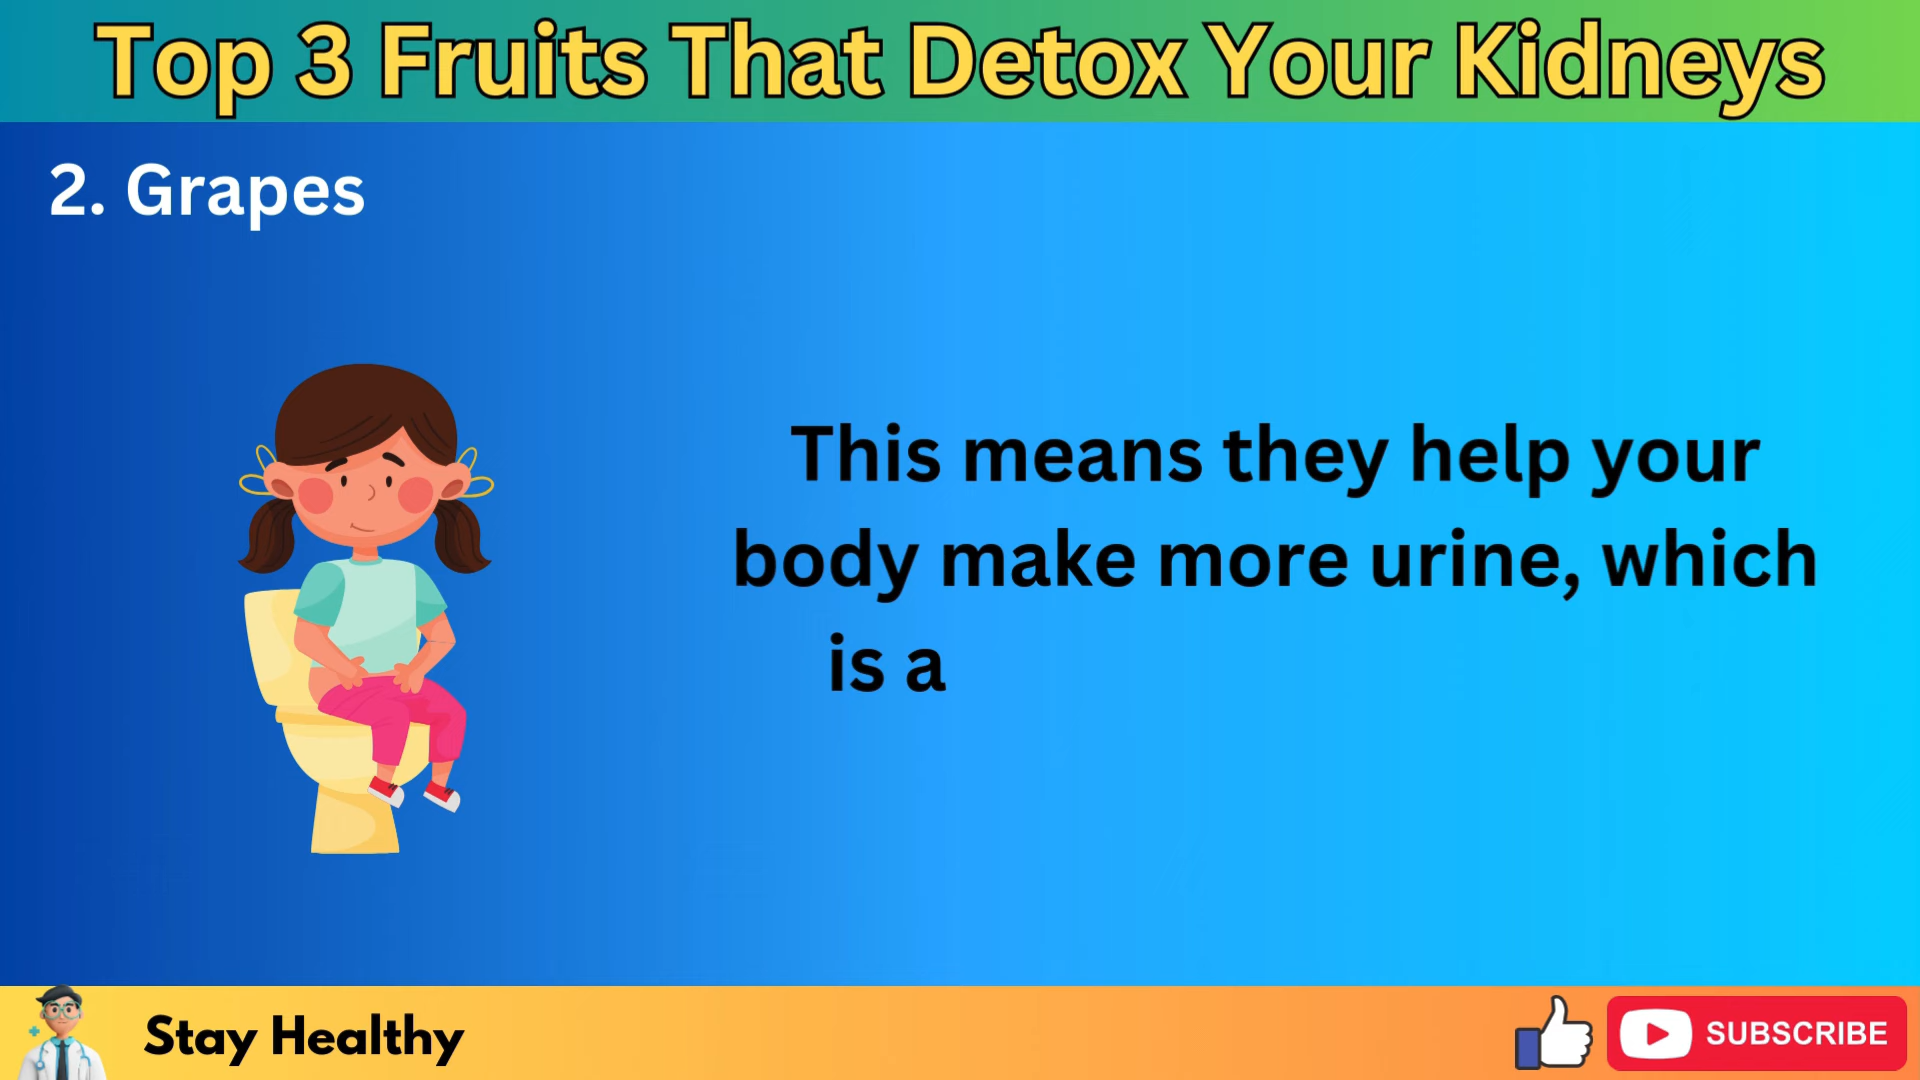 Top 3 Fruits That Detox Your Kidneys
2. Grapes
This means they help your
body make more urine, which
is a
Stay Healthy
SUBSCRIBE